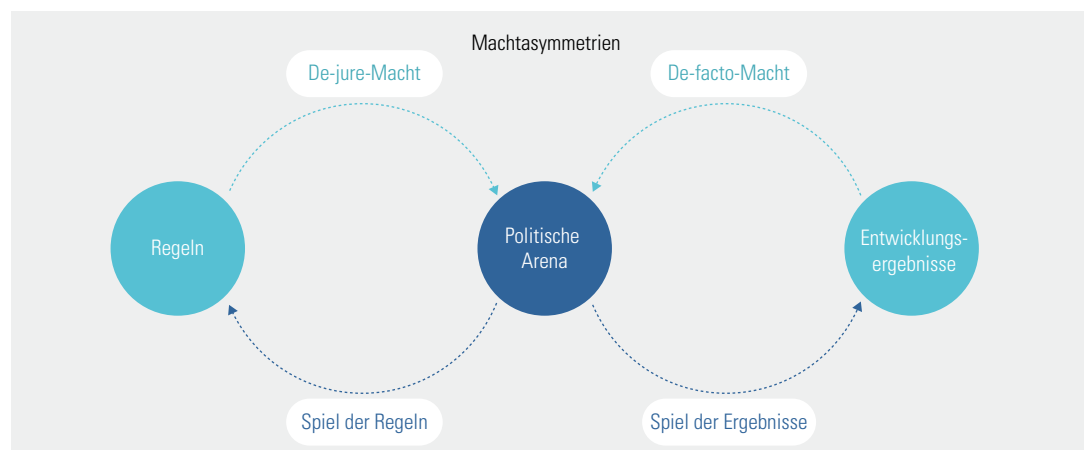 Machtasymmetrien
De-jure-Macht
De-facto-Macht
Regeln
Politische
Arena
Entwicklungs-
ergebnisse
Spiel der Regeln
Spiel der Ergebnisse